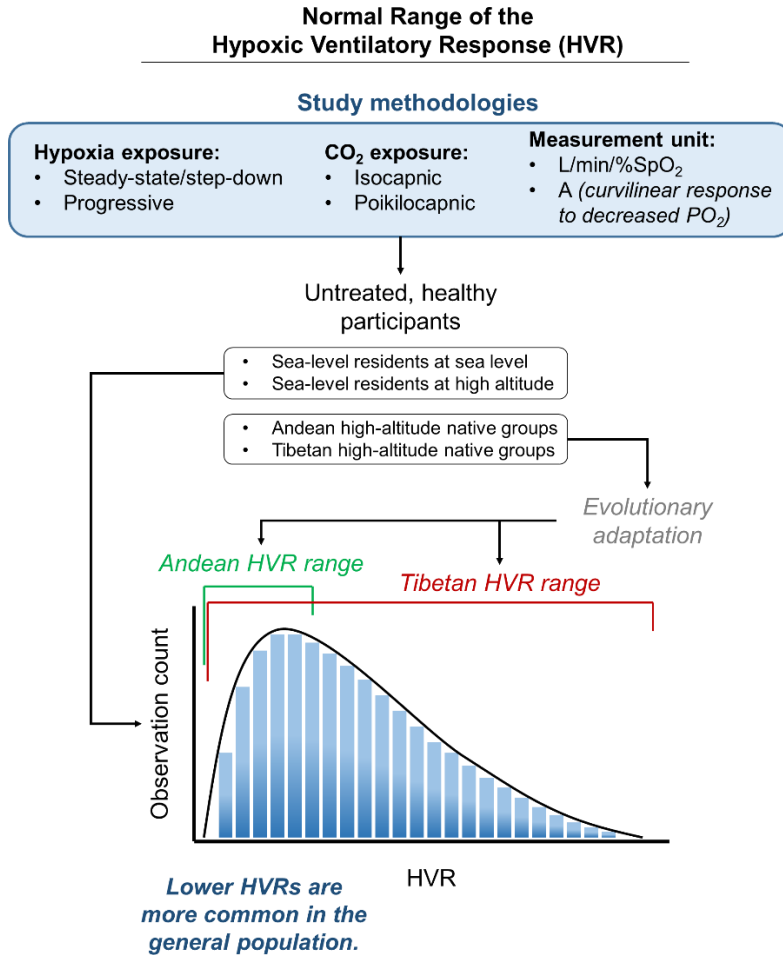 Normal Range of the
Hypoxic Ventilatory Response (HVR)
Study methodologies
Hypoxia exposure:
• Steady-state/step-down
• Progressive
CO₂ exposure:
• Isocapnic
• Poikilocapnic
Measurement unit:
• L/min/%SpO₂
• A (curvilinear response
to decreased PO₂)
Untreated, healthy
participants
• Sea-level residents at sea level
• Sea-level residents at high altitude
• Andean high-altitude native groups
• Tibetan high-altitude native groups
Evolutionary
adaptation
Andean HVR range
Tibetan HVR range
Observation count
HVR
Lower HVRs are
more common in the
general population.